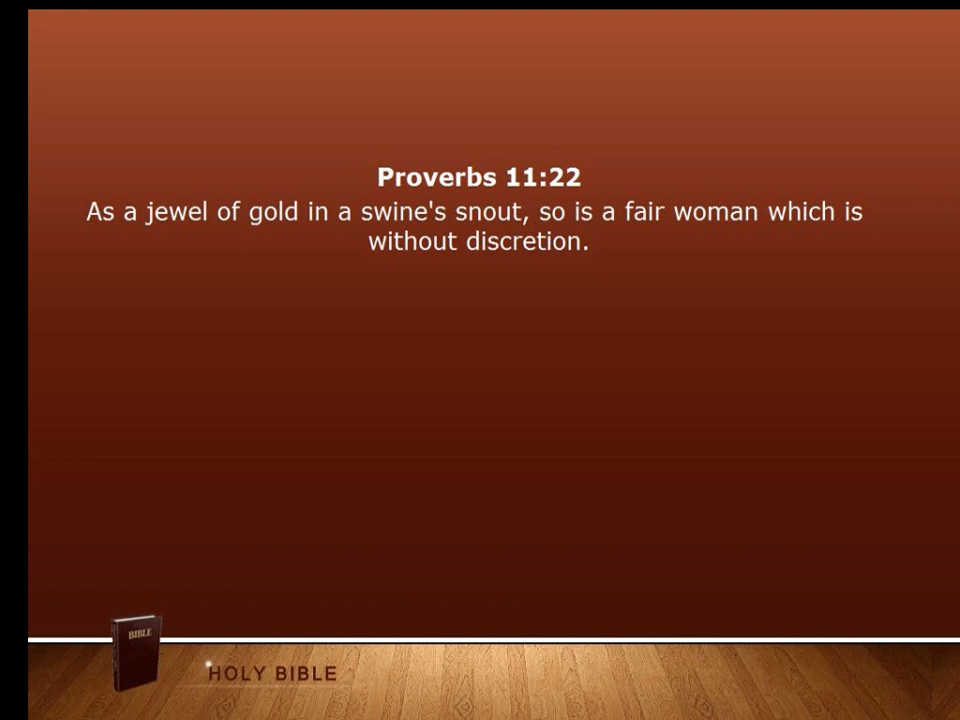 Proverbs 11:22
As a jewel of gold in a swine's snout, so is a fair woman which is
without discretion.
BIBLE
HOLY BIBLE